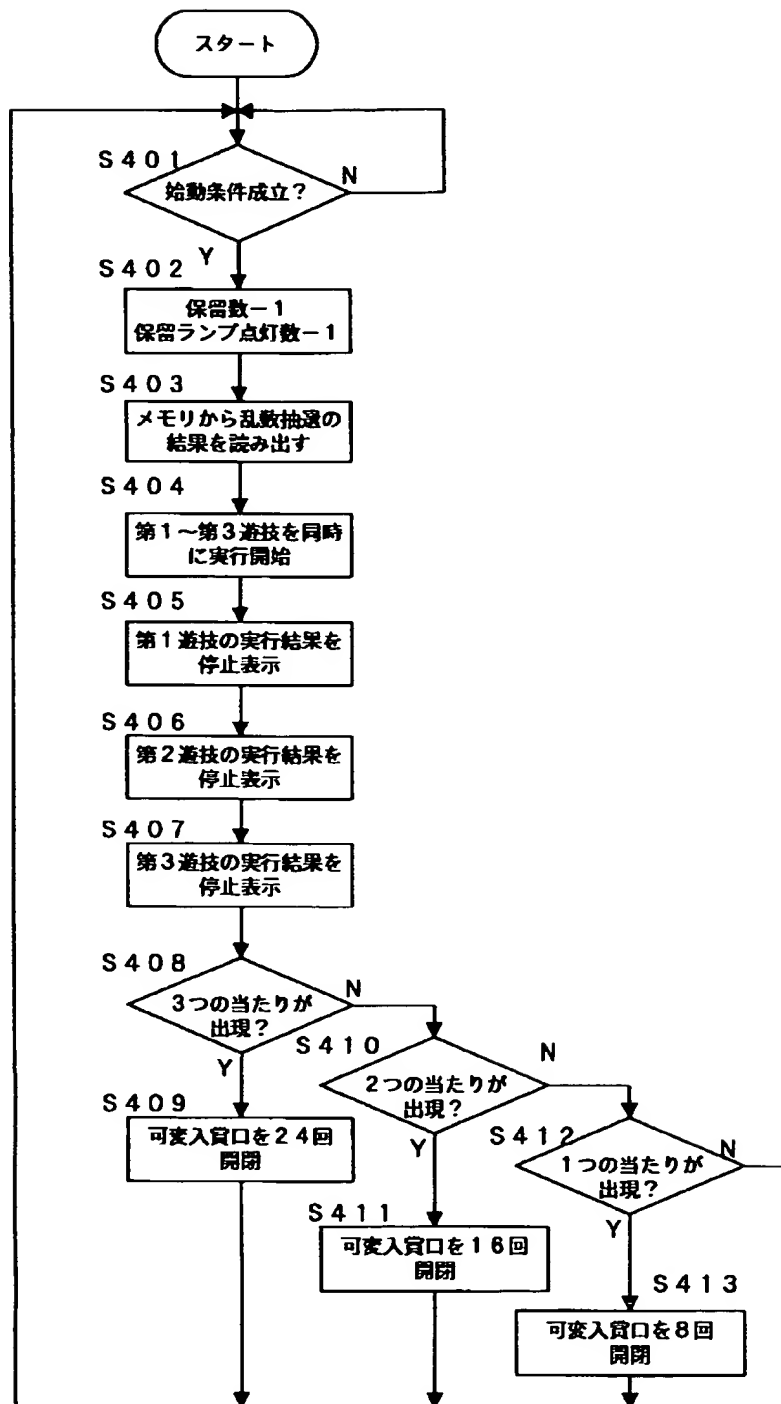 スタート
S401
始動条件成立?
N
Y
S402
保留数-1
保留ランプ点灯数-1
S403
メモリから乱数抽選の
結果を読み出す
S404
第1〜第3遊技を同時
に実行開始
S405
第1遊技の実行結果を
停止表示
S406
第2遊技の実行結果を
停止表示
S407
第3遊技の実行結果を
停止表示
S408
3つの当たりが
出現?
N
Y
S409
可変入賞口を24回
開閉
S410
2つの当たりが
出現?
N
Y
S411
可変入賞口を16回
開閉
S412
1つの当たりが
出現?
N
Y
S413
可変入賞口を8回
開閉